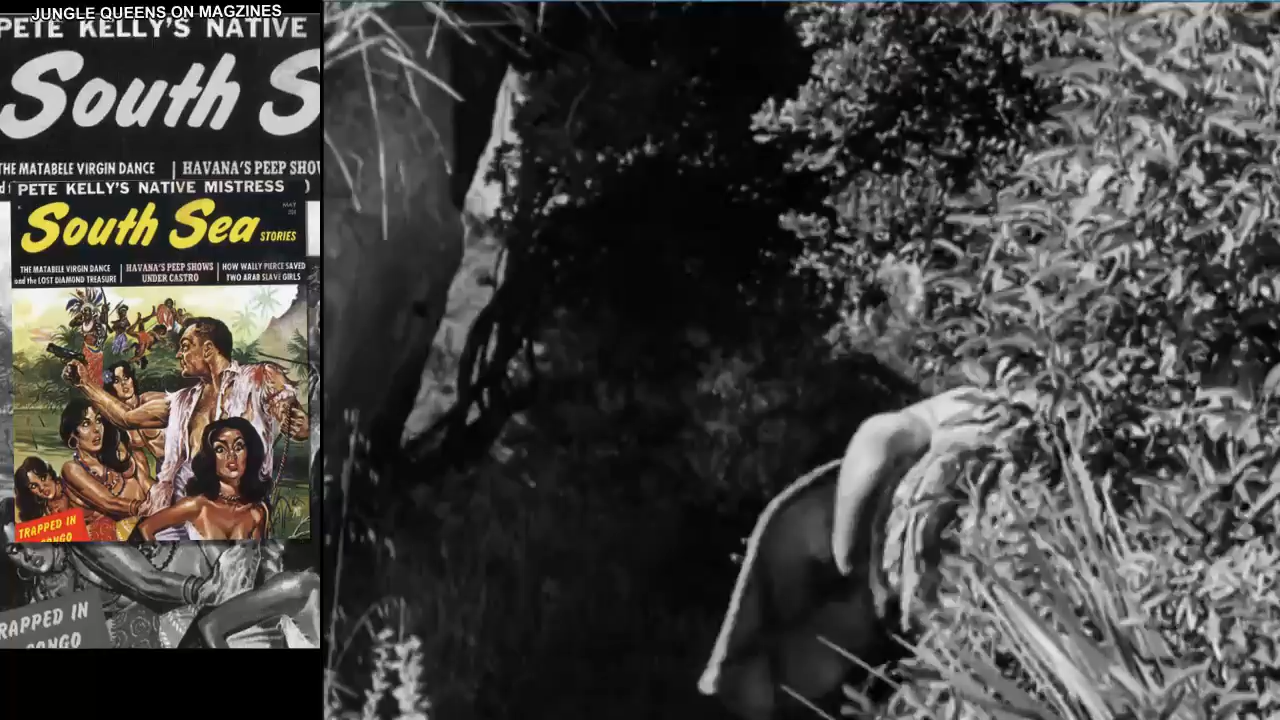 JUNGLE QUEENS ON MAGZINES
PETE KELLY'S NATIVE
South S
THE MATABELE VIRGIN DANCE | HAVANA'S PEEP SHOW
PETE KELLY'S NATIVE MISTRESS
MAY
South Sea STORIES
THE MATABELE VIRGIN DANCE and the LOST DIAMOND TREASURE
HAVANA'S PEEP SHOWS UNDER CASTRO
HOW WALLY PIERCE SAVED TWO ARAB SLAVE GIRLS
TRAPPED IN
CONGO
TRAPPED IN
CONGO